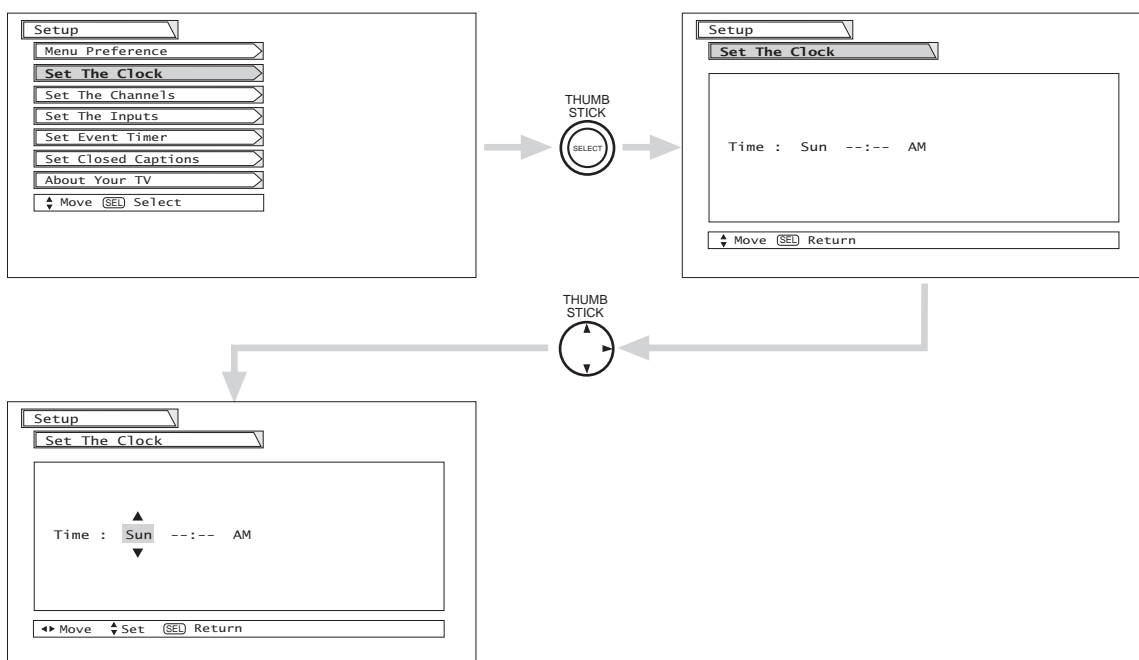 Setup
Menu Preference
Set The Clock
Set The Channels
Set The Inputs
Set Event Timer
Set Closed Captions
About Your TV
Move SEL Select
THUMB
STICK
SELECT
Setup
Set The Clock
Time : Sun --:-- AM
Move SEL Return
THUMB
STICK
Setup
Set The Clock
Time : Sun --:-- AM
Move Set SEL Return